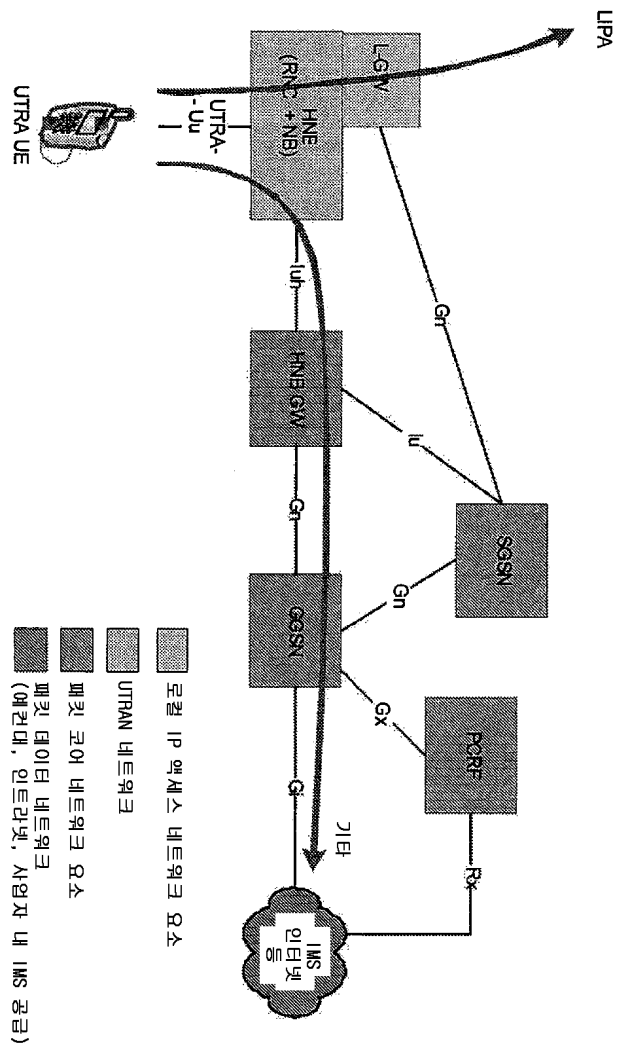 LIPA
SGSN
PCRF
Rx
Gn
Iu
Gn
Gx
L-GW
기타
HNE
(RNC + NB)
Iuh
HNB GW
Gn
GGSN
Gi
IMS
인터넷
등
UTRA-
- Uu
UTRA UE
로컬 IP 액세스 네트워크 요소
UTRAN 네트워크
패킷 코어 네트워크 요소
패킷 데이터 네트워크
(예컨대, 인트라넷, 사업자 내 IMS 공급)